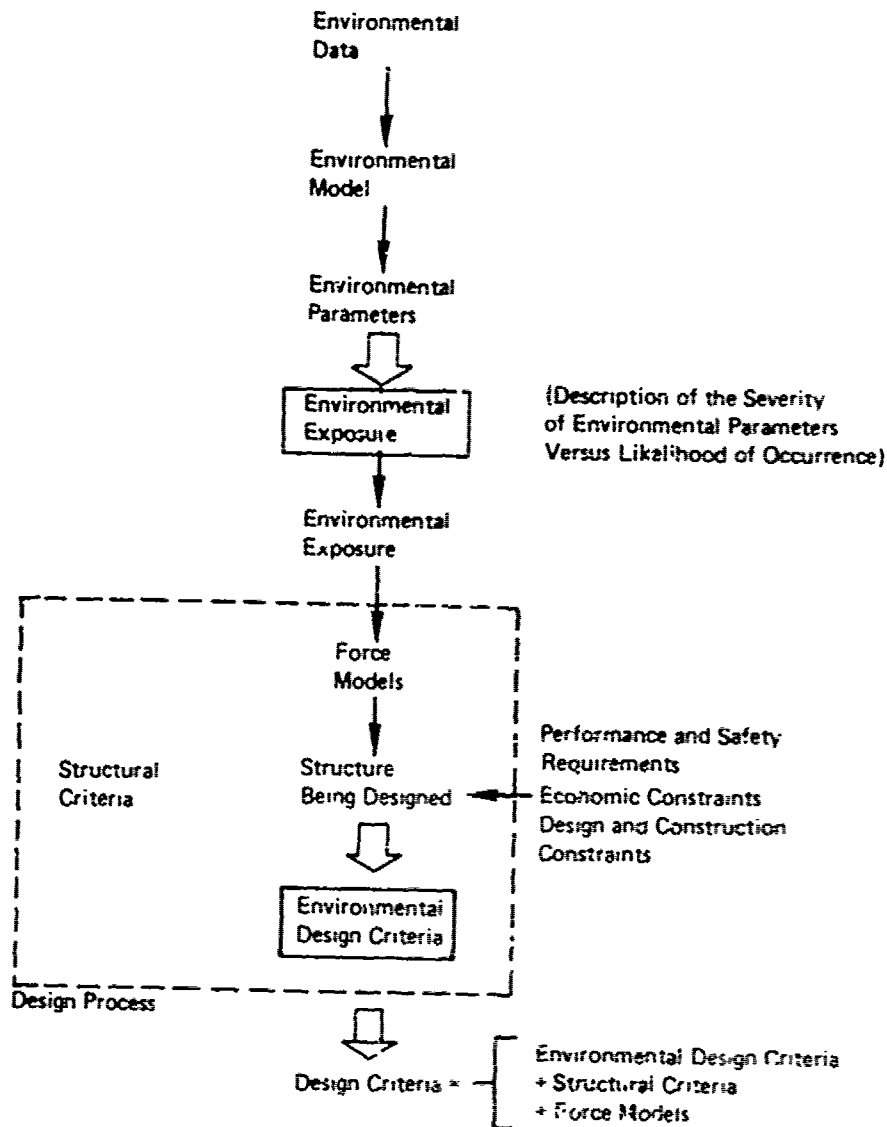 Environmental
Data
Environmental
Model
Environmental
Parameters
Environmental
Exposure
(Description of the Severity
of Environmental Parameters
Versus Likelihood of Occurrence)
Environmental
Exposure
Force
Models
Structural
Criteria
Structure
Being Designed
Performance and Safety
Requirements
Economic Constraints
Design and Construction
Constraints
Environmental
Design Criteria
Design Process
Design Criteria =
Environmental Design Criteria
+ Structural Criteria
+ Force Models